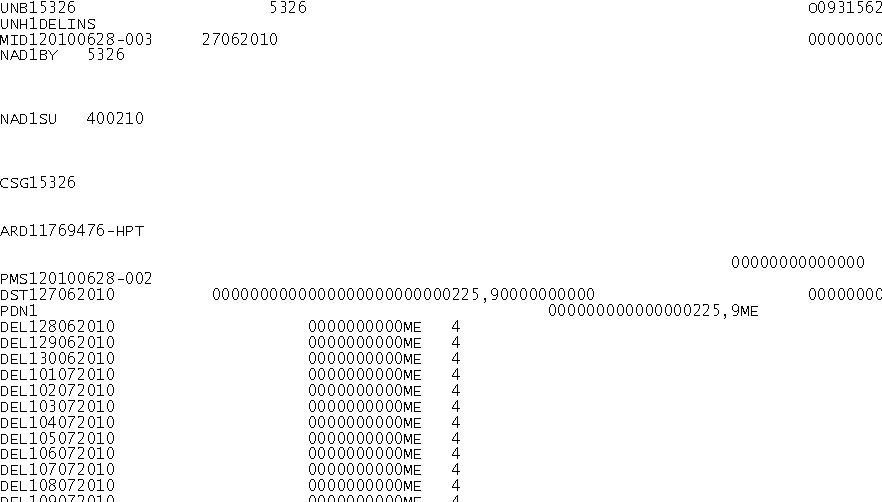 UNB15326 5326 O0931562
UNH1DELINS
MID120100628-003 27062010 00000000
NAD1BY 5326
NAD1SU 400210
CSG15326
ARD11769476-HPT
00000000000000
PMS120100628-002
DST127062010 0000000000000000000000000225,90000000000 00000000
PDN1 000000000000000225,9ME
DEL128062010 0000000000ME 4
DEL129062010 0000000000ME 4
DEL130062010 0000000000ME 4
DEL101072010 0000000000ME 4
DEL102072010 0000000000ME 4
DEL103072010 0000000000ME 4
DEL104072010 0000000000ME 4
DEL105072010 0000000000ME 4
DEL106072010 0000000000ME 4
DEL107072010 0000000000ME 4
DEL108072010 0000000000ME 4
DEL109072010 0000000000ME 4